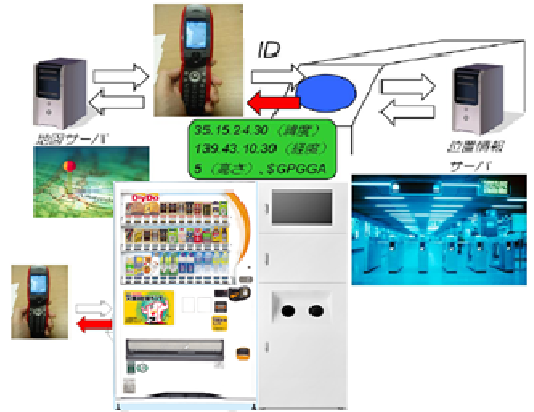 ID
地図サーバ
35.15.24.30（緯度）
139.43.10.30（経度）
5（高さ）、$GPGGA
位置情報
サーバ
DyDo